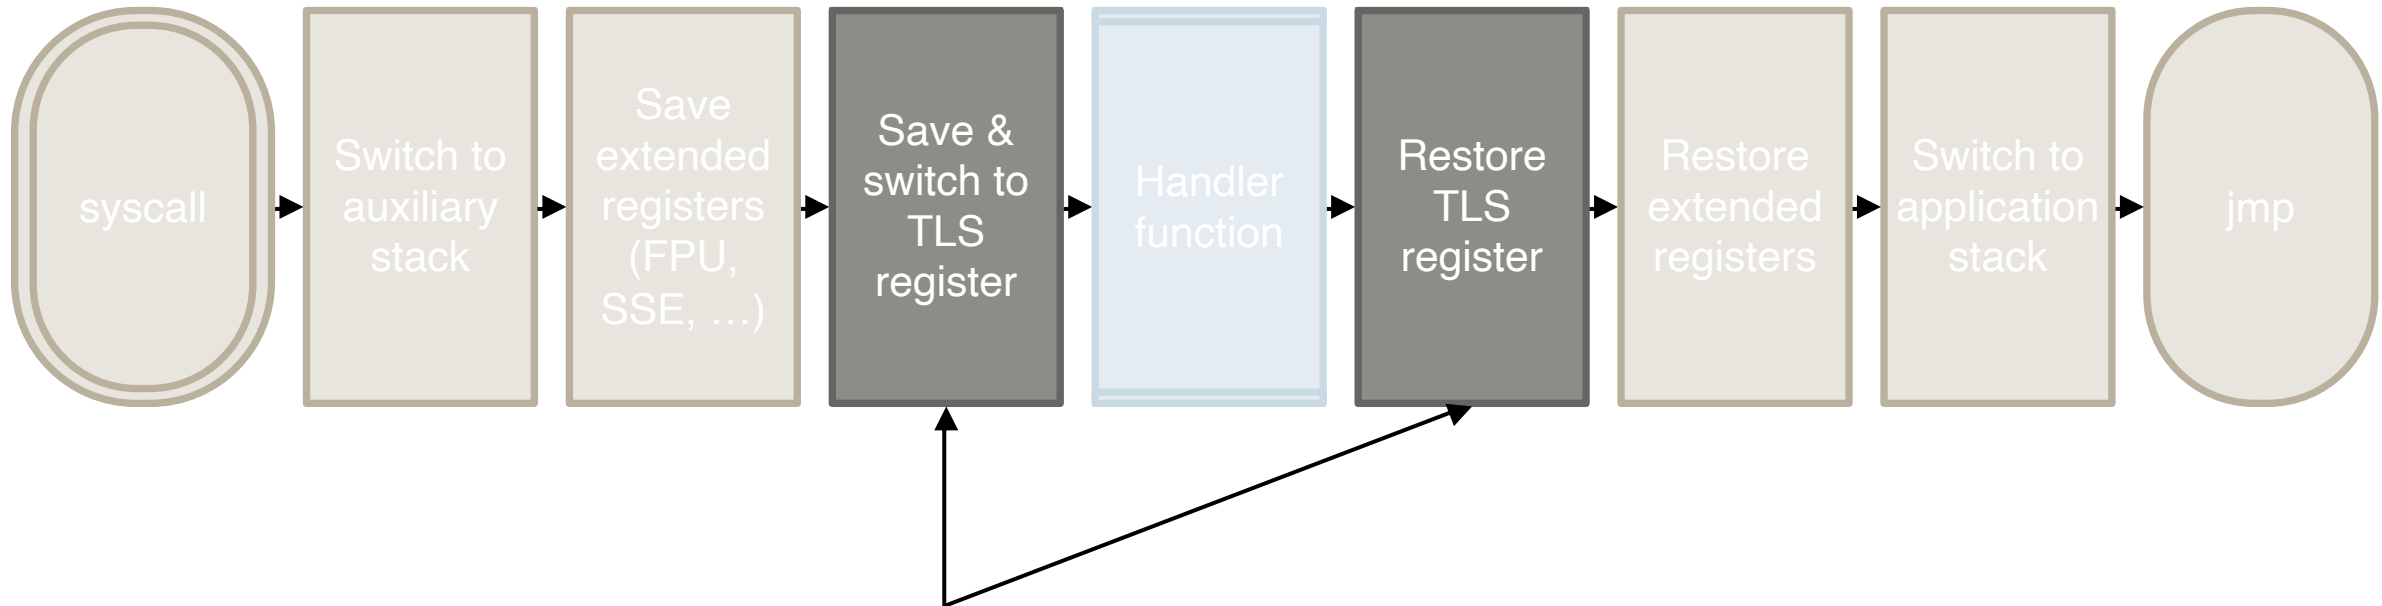 syscall
Switch to
auxiliary
stack
Save
extended
registers
(FPU,
SSE, …)
Save &
switch to
TLS
register
Handler
function
Restore
TLS
register
Restore
extended
registers
Switch to
application
stack
jmp